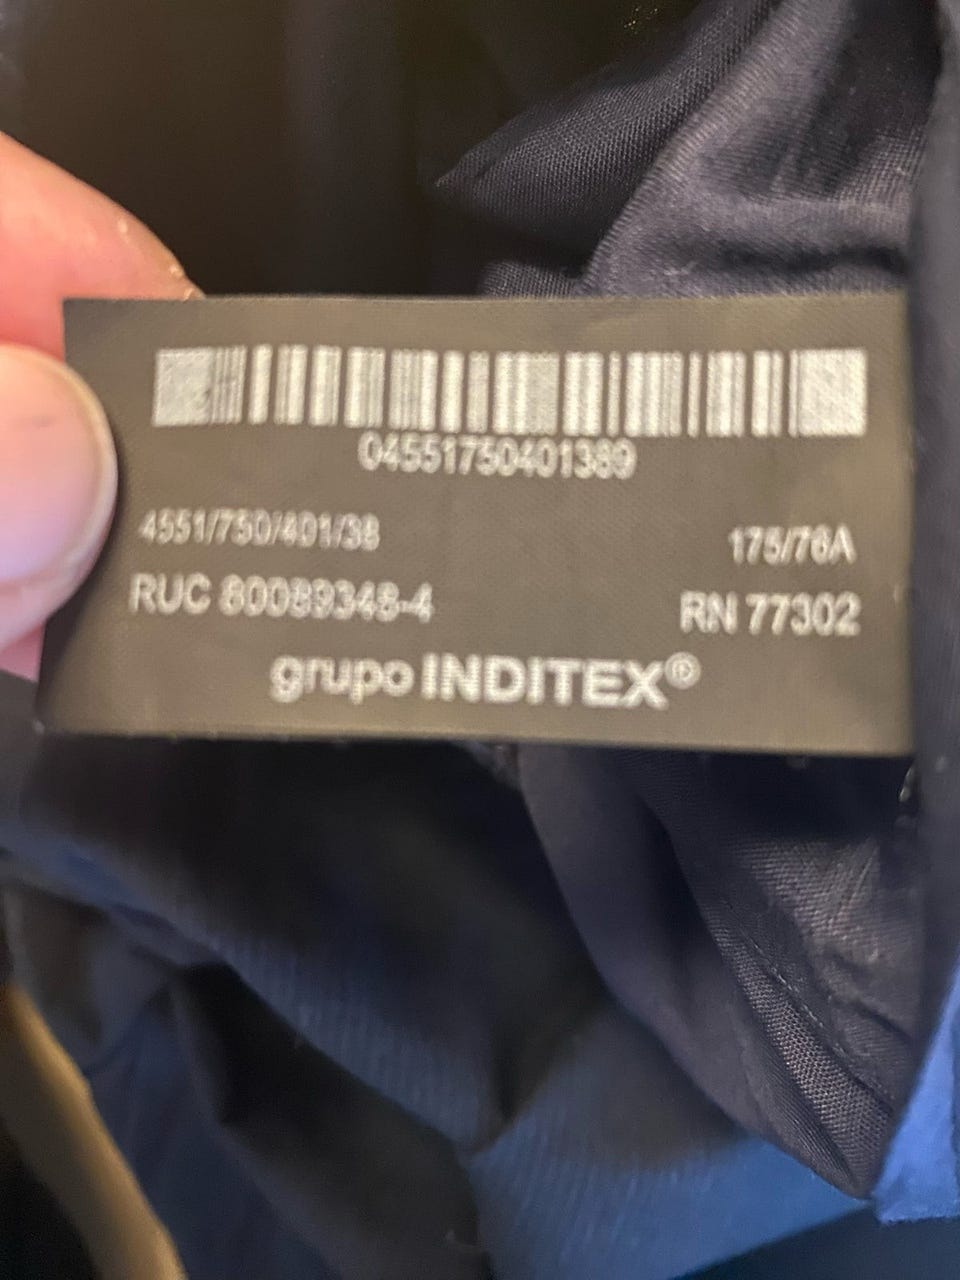 04551750401389
4551/750/401/38
175/76A
RUC 80089348-4
RN 77302
grupo INDITEX®